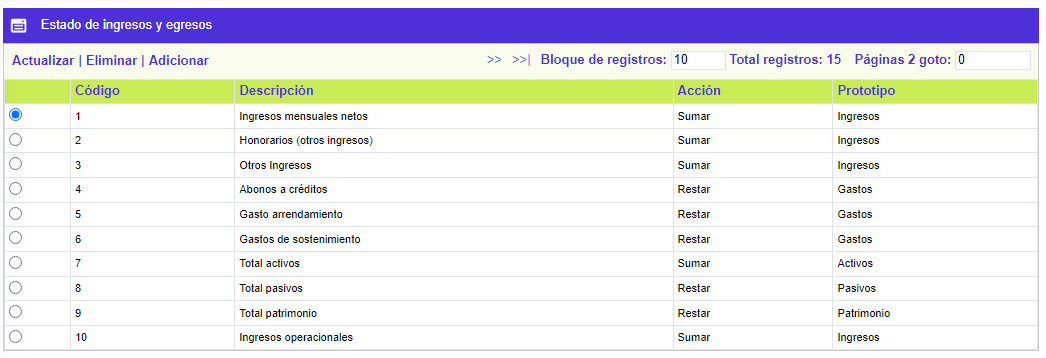 Estado de ingresos y egresos
Actualizar | Eliminar | Adicionar >> >>| Bloque de registros: 10 Total registros: 15 Páginas 2 goto: 0
Código Descripción Acción Prototipo
1 Ingresos mensuales netos Sumar Ingresos
2 Honorarios (otros ingresos) Sumar Ingresos
3 Otros Ingresos Sumar Ingresos
4 Abonos a créditos Restar Gastos
5 Gasto arrendamiento Restar Gastos
6 Gastos de sostenimiento Restar Gastos
7 Total activos Sumar Activos
8 Total pasivos Restar Pasivos
9 Total patrimonio Restar Patrimonio
10 Ingresos operacionales Sumar Ingresos